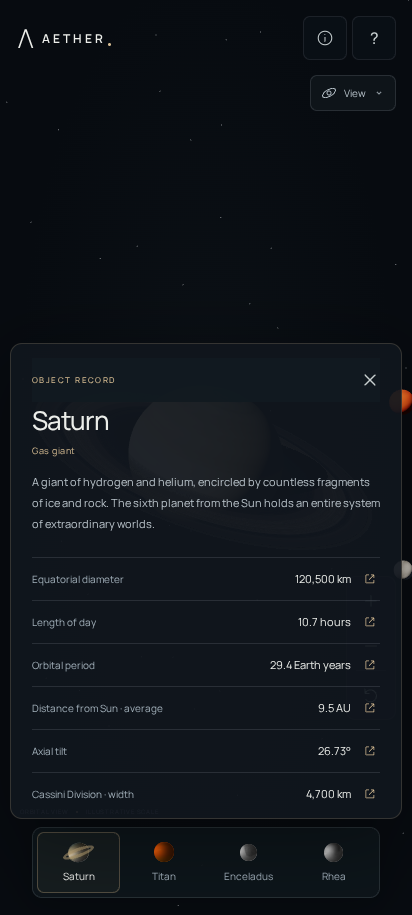 AETHER.
?
View
OBJECT RECORD
Saturn
Gas giant
A giant of hydrogen and helium, encircled by countless fragments
of ice and rock. The sixth planet from the Sun holds an entire system
of extraordinary worlds.
Equatorial diameter 120,500 km
Length of day 10.7 hours
Orbital period 29.4 Earth years
Distance from Sun · average 9.5 AU
Axial tilt 26.73°
Cassini Division · width 4,700 km
Saturn Titan Enceladus Rhea